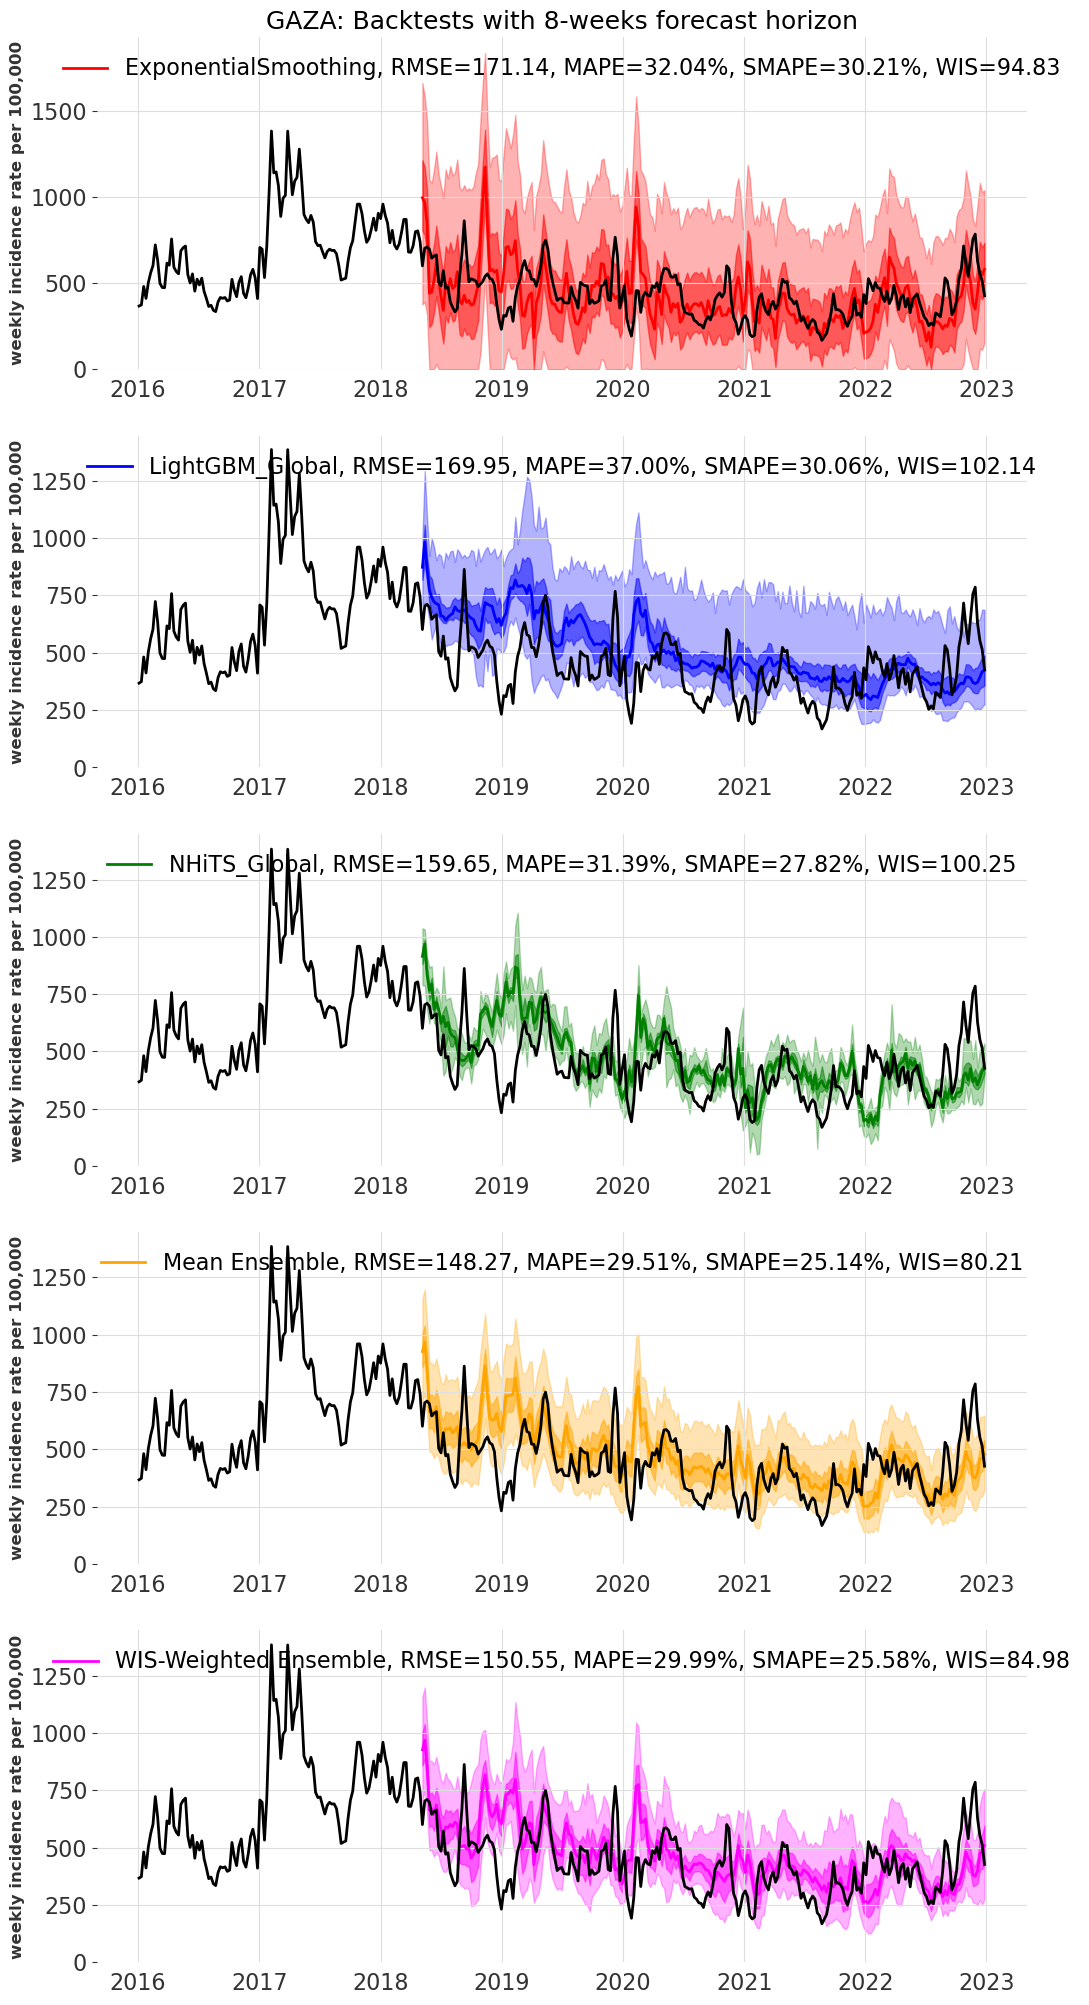 GAZA: Backtests with 8-weeks forecast horizon
ExponentialSmoothing, RMSE=171.14, MAPE=32.04%, SMAPE=30.21%, WIS=94.83
weekly incidence rate per 100,000
1500
1000
500
0
2016 2017 2018 2019 2020 2021 2022 2023
LightGBM_Global, RMSE=169.95, MAPE=37.00%, SMAPE=30.06%, WIS=102.14
weekly incidence rate per 100,000
1250
1000
750
500
250
0
2016 2017 2018 2019 2020 2021 2022 2023
NHiTS_Global, RMSE=159.65, MAPE=31.39%, SMAPE=27.82%, WIS=100.25
weekly incidence rate per 100,000
1250
1000
750
500
250
0
2016 2017 2018 2019 2020 2021 2022 2023
Mean Ensemble, RMSE=148.27, MAPE=29.51%, SMAPE=25.14%, WIS=80.21
weekly incidence rate per 100,000
1250
1000
750
500
250
0
2016 2017 2018 2019 2020 2021 2022 2023
WIS-Weighted Ensemble, RMSE=150.55, MAPE=29.99%, SMAPE=25.58%, WIS=84.98
weekly incidence rate per 100,000
1250
1000
750
500
250
0
2016 2017 2018 2019 2020 2021 2022 2023